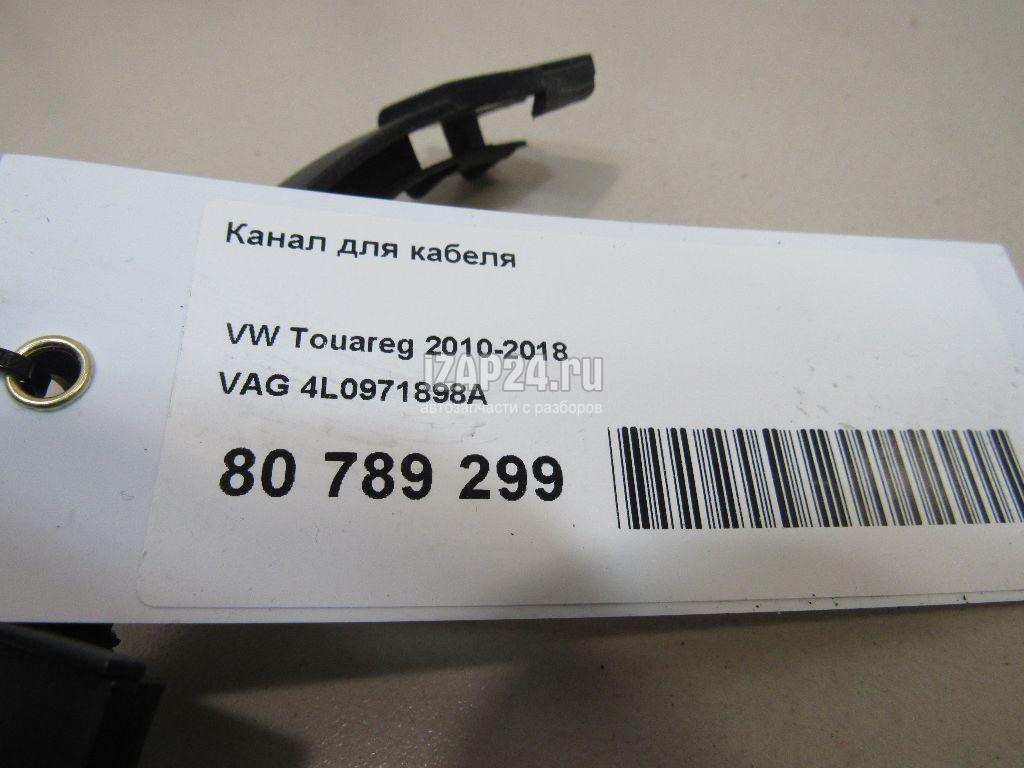 Канал для кабеля
VW Touareg 2010-2018
iZAP24.ru
VAG 4L0971898A
автозапчасти с разборов
80 789 299